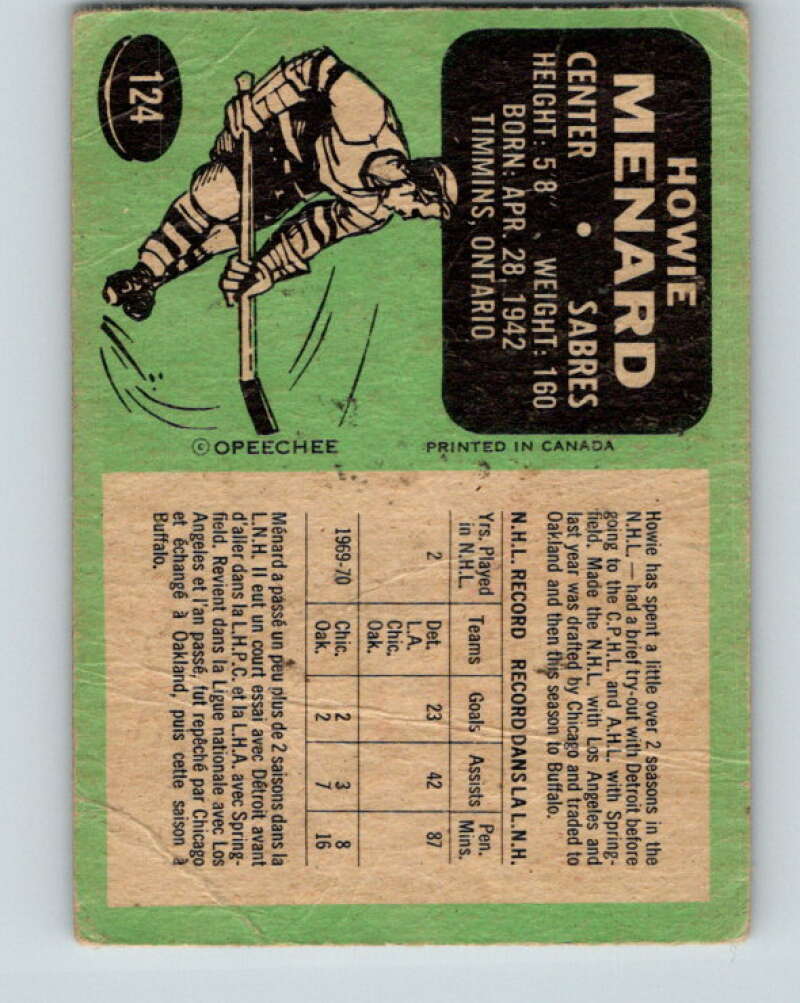 124
HOWIE
MENARD
CENTER • SABRES
HEIGHT: 5'8", WEIGHT: 160
BORN: APR. 28, 1942
TIMMINS, ONTARIO
© OPEECHEE
PRINTED IN CANADA
Howie has spent a little over 2 seasons in the
N.H.L. — had a brief try-out with Detroit before
going to the C.P.H.L. and A.H.L. with Spring-
field. Made the N.H.L. with Los Angeles and
last year was drafted by Chicago and traded to
Oakland and then this season to Buffalo.
N.H.L. RECORD RECORD DANS LA L.N.H.
Yrs. Played Teams Goals Assists Pen.
in N.H.L. Mins.
2 Det. 23 42 87
L.A.
Chic.
Oak.
1969-70 Chic. 2 3 8
Oak. 2 7 16
Ménard a passé un peu plus de 2 saisons dans la
L.N.H. Il eut un court essai avec Détroit avant
d'aller dans la L.H.P.C. et la L.H.A. avec Spring-
field. Revient dans la Ligue nationale avec Los
Angeles et l'an passé, fut repêché par Chicago
et échangé à Oakland, puis cette saison à
Buffalo.